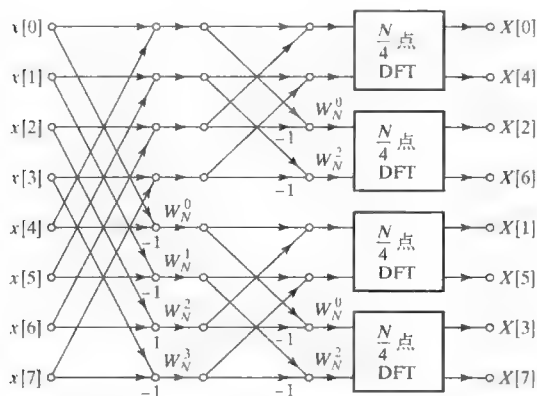 x[0]
x[1]
x[2]
x[3]
x[4]
x[5]
x[6]
x[7]
-1
W_N^0
-1
W_N^1
1
W_N^2
-1
W_N^3
-1
W_N^0
-1
W_N^2
-1
W_N^0
-1
W_N^2
N/4 点
DFT
N/4 点
DFT
N/4 点
DFT
N/4 点
DFT
X[0]
X[4]
X[2]
X[6]
X[1]
X[5]
X[3]
X[7]